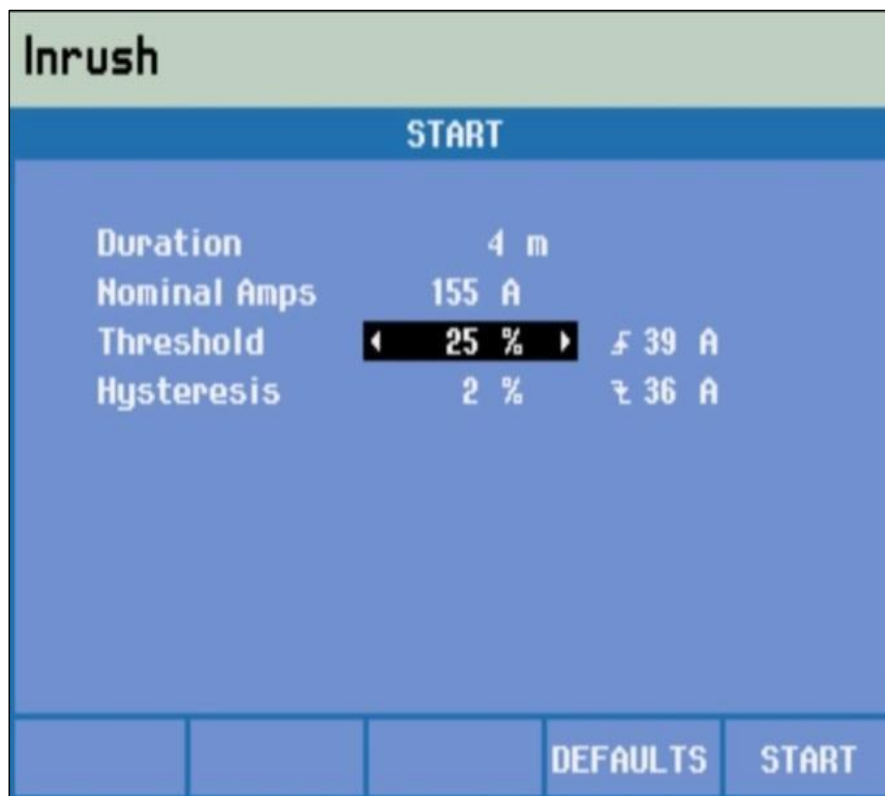 Inrush
START
Duration 4 m
Nominal Amps 155 A
Threshold 25 % 39 A
Hysteresis 2 % 36 A
DEFAULTS START